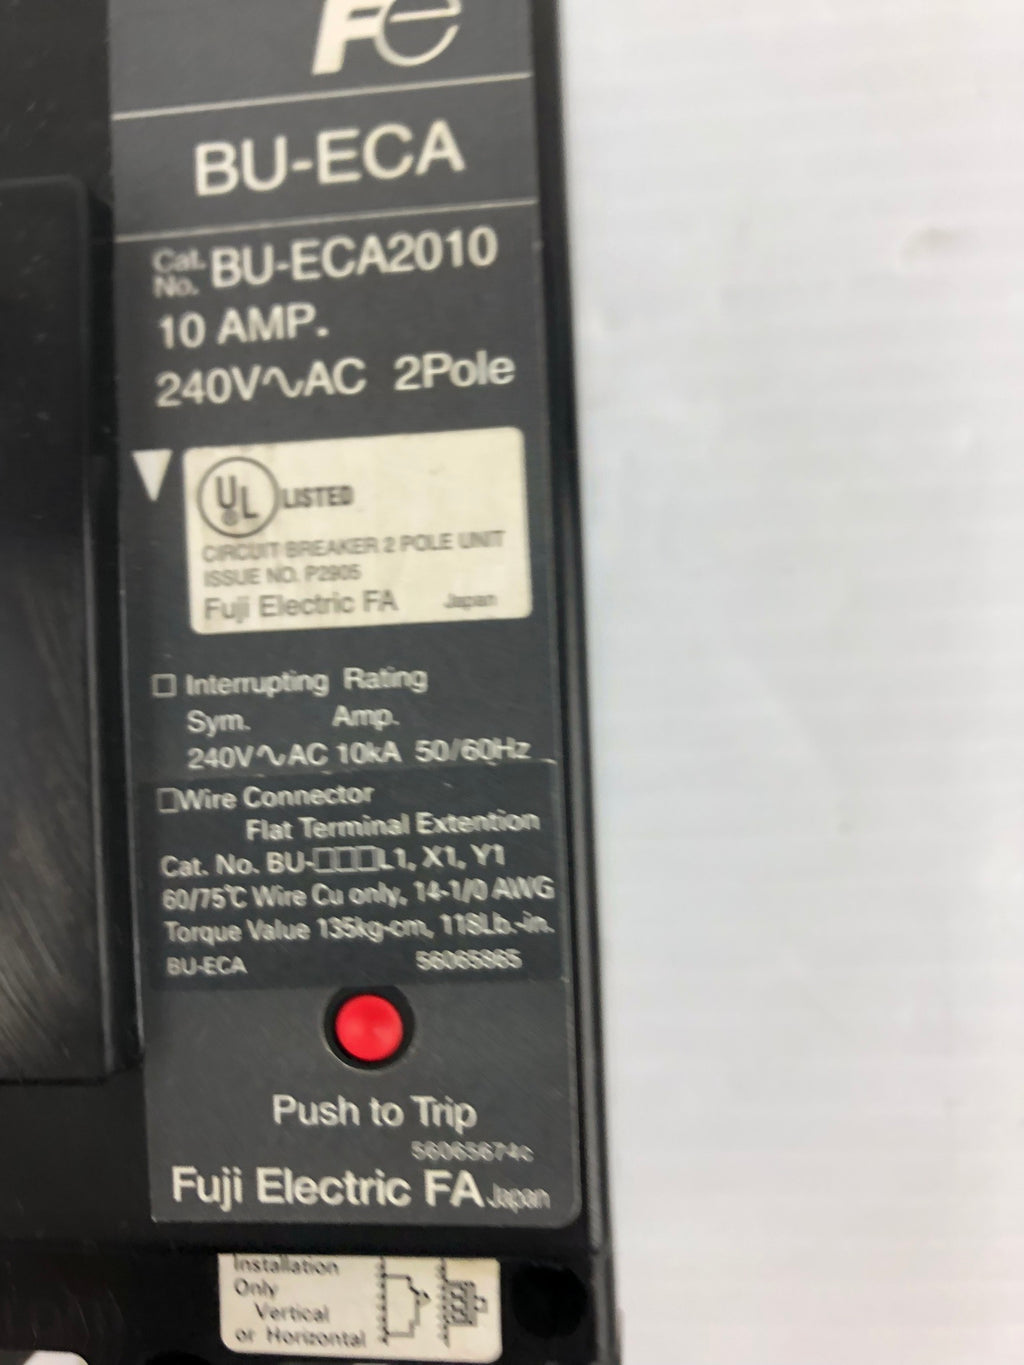 Fe
BU-ECA
Cat. No. BU-ECA2010
10 AMP.
240V∿AC 2Pole
UL LISTED
CIRCUIT BREAKER 2 POLE UNIT
ISSUE NO. P2905
Fuji Electric FA Japan
□ Interrupting Rating
Sym. Amp.
240V∿AC 10kA 50/60Hz
□Wire Connector
Flat Terminal Extention
Cat. No. BU-□□□L1, X1, Y1
60/75℃ Wire Cu only, 14-1/0 AWG
Torque Value 135kg-cm, 118Lb.-in.
BU-ECA 56065865
Push to Trip
56065674c
Fuji Electric FA Japan
Installation
Only
Vertical
or Horizontal